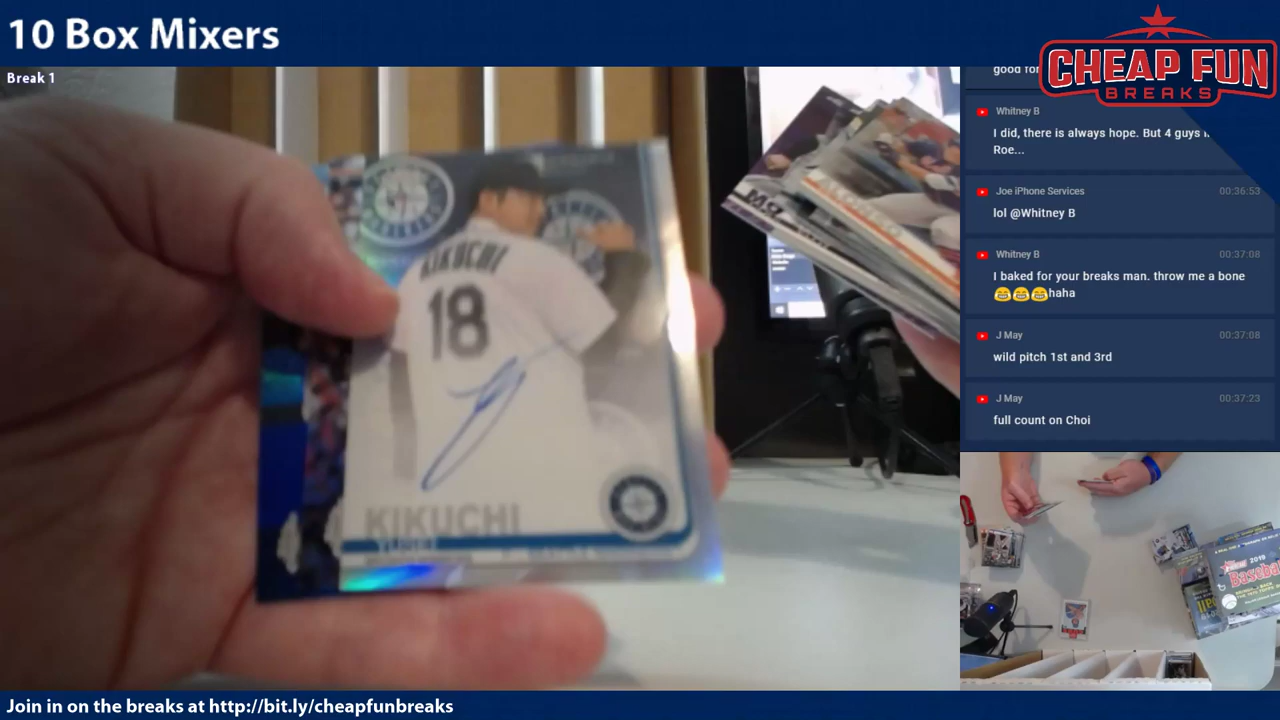 10 Box Mixers
Break 1
CHEAP FUN
BREAKS
good for
Whitney B
I did, there is always hope. But 4 guys
Roe...
Joe iPhone Services
00:36:53
lol @Whitney B
Whitney B
00:37:08
I baked for your breaks man. throw me a bone
😂😂😂haha
J May
00:37:08
wild pitch 1st and 3rd
J May
00:37:23
full count on Choi
KIKUCHI
18
KIKUCHI
YUSEI
2019
Baseball
Join in on the breaks at http://bit.ly/cheapfunbreaks